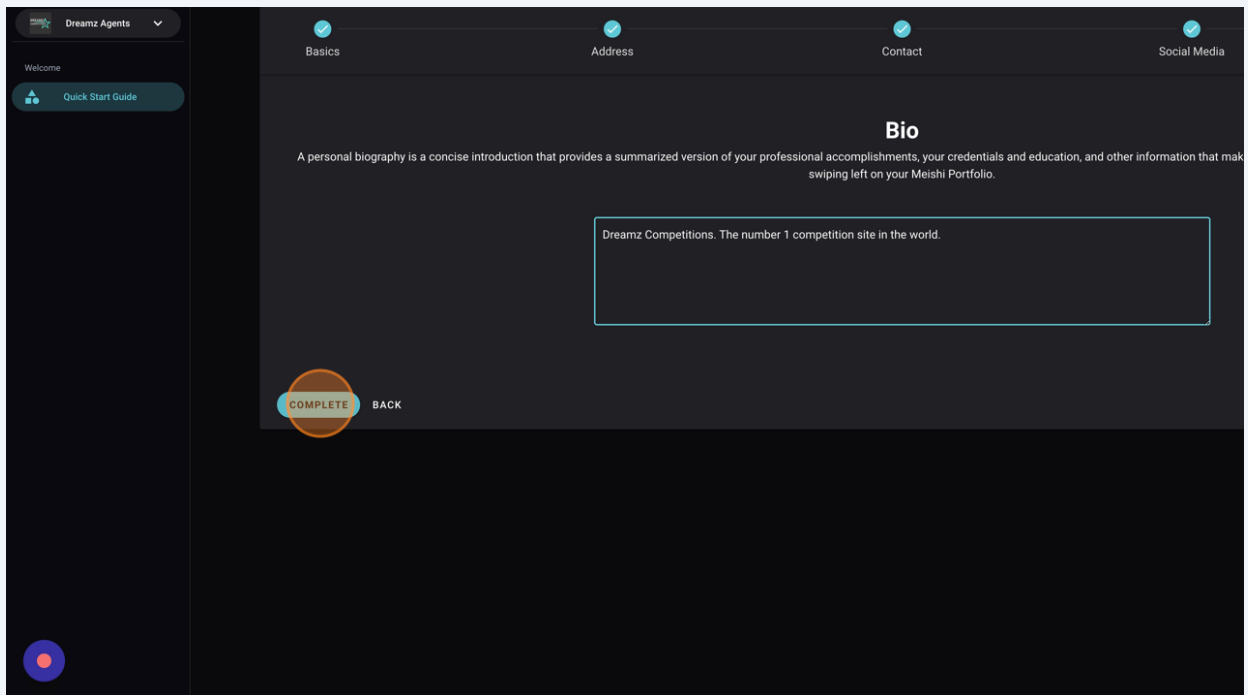 Dreamz Agents
Basics
Address
Contact
Social Media
Welcome
Quick Start Guide
Bio
A personal biography is a concise introduction that provides a summarized version of your professional accomplishments, your credentials and education, and other information that mak
swiping left on your Meishi Portfolio.
Dreamz Competitions. The number 1 competition site in the world.
COMPLETE
BACK